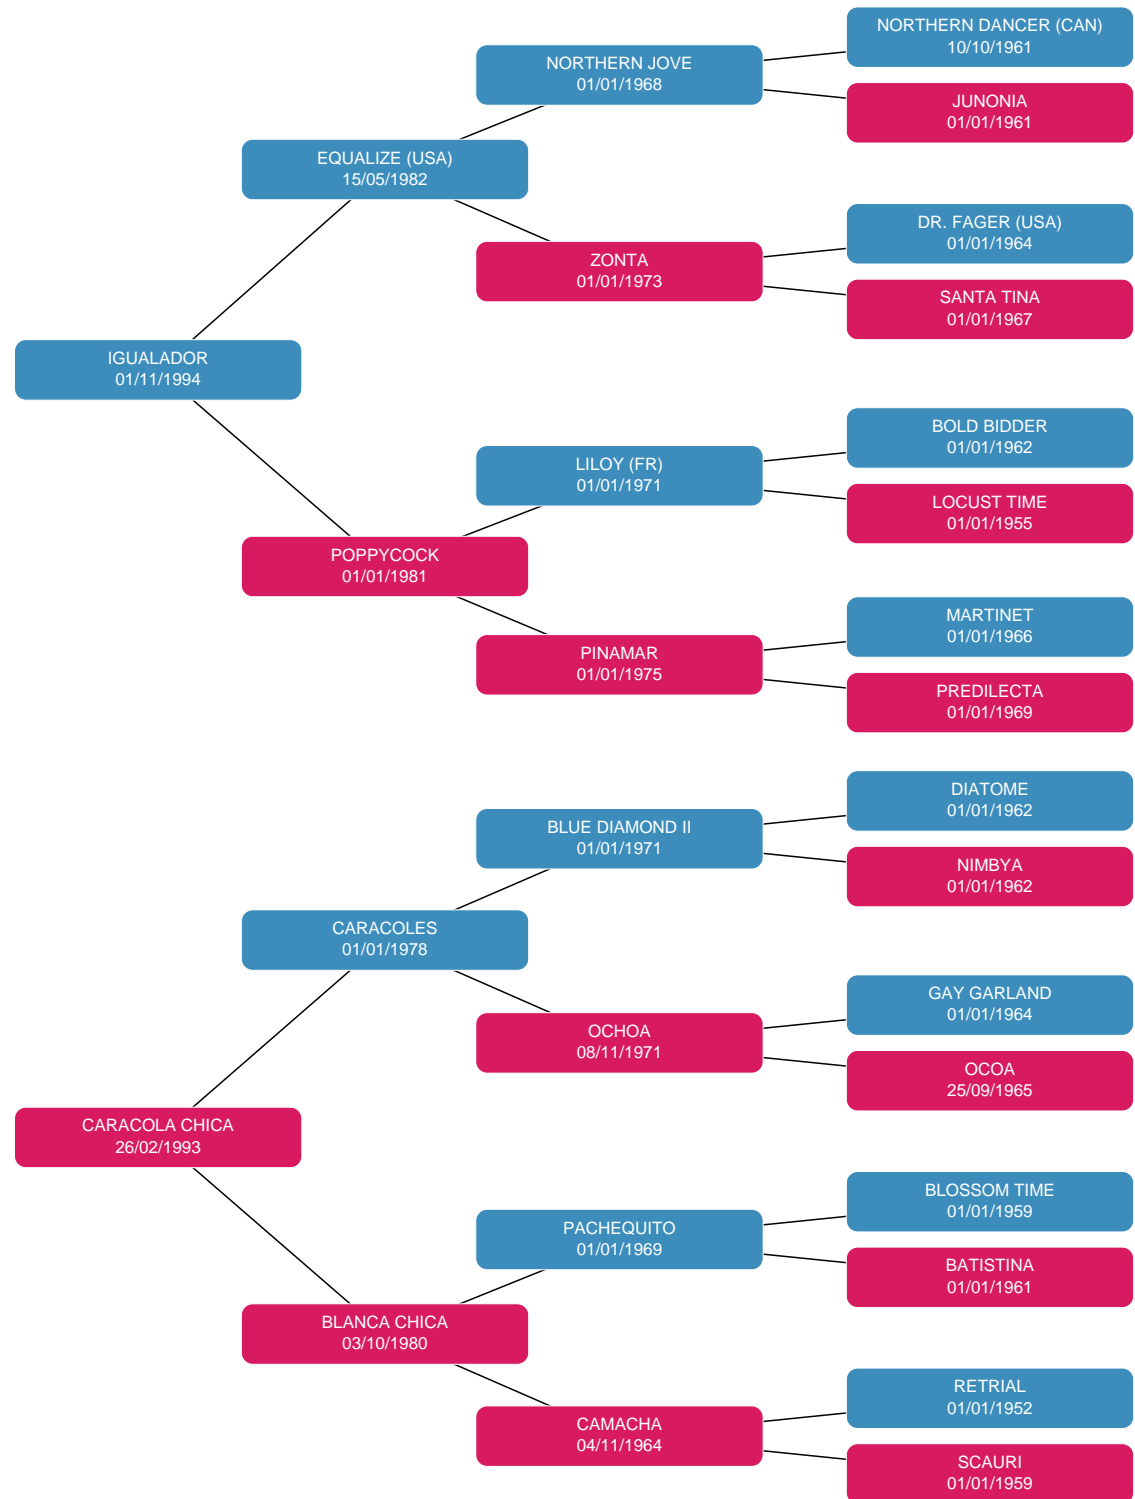 NORTHERN DANCER (CAN)
10/10/1961
NORTHERN JOVE
01/01/1968
JUNONIA
01/01/1961
EQUALIZE (USA)
15/05/1982
DR. FAGER (USA)
01/01/1964
ZONTA
01/01/1973
SANTA TINA
01/01/1967
IGUALADOR
01/11/1994
BOLD BIDDER
01/01/1962
LILOY (FR)
01/01/1971
LOCUST TIME
01/01/1955
POPPYCOCK
01/01/1981
MARTINET
01/01/1966
PINAMAR
01/01/1975
PREDILECTA
01/01/1969
DIATOME
01/01/1962
BLUE DIAMOND II
01/01/1971
NIMBYA
01/01/1962
CARACOLES
01/01/1978
GAY GARLAND
01/01/1964
OCHOA
08/11/1971
OCOA
25/09/1965
CARACOLA CHICA
26/02/1993
BLOSSOM TIME
01/01/1959
PACHEQUITO
01/01/1969
BATISTINA
01/01/1961
BLANCA CHICA
03/10/1980
RETRIAL
01/01/1952
CAMACHA
04/11/1964
SCAURI
01/01/1959